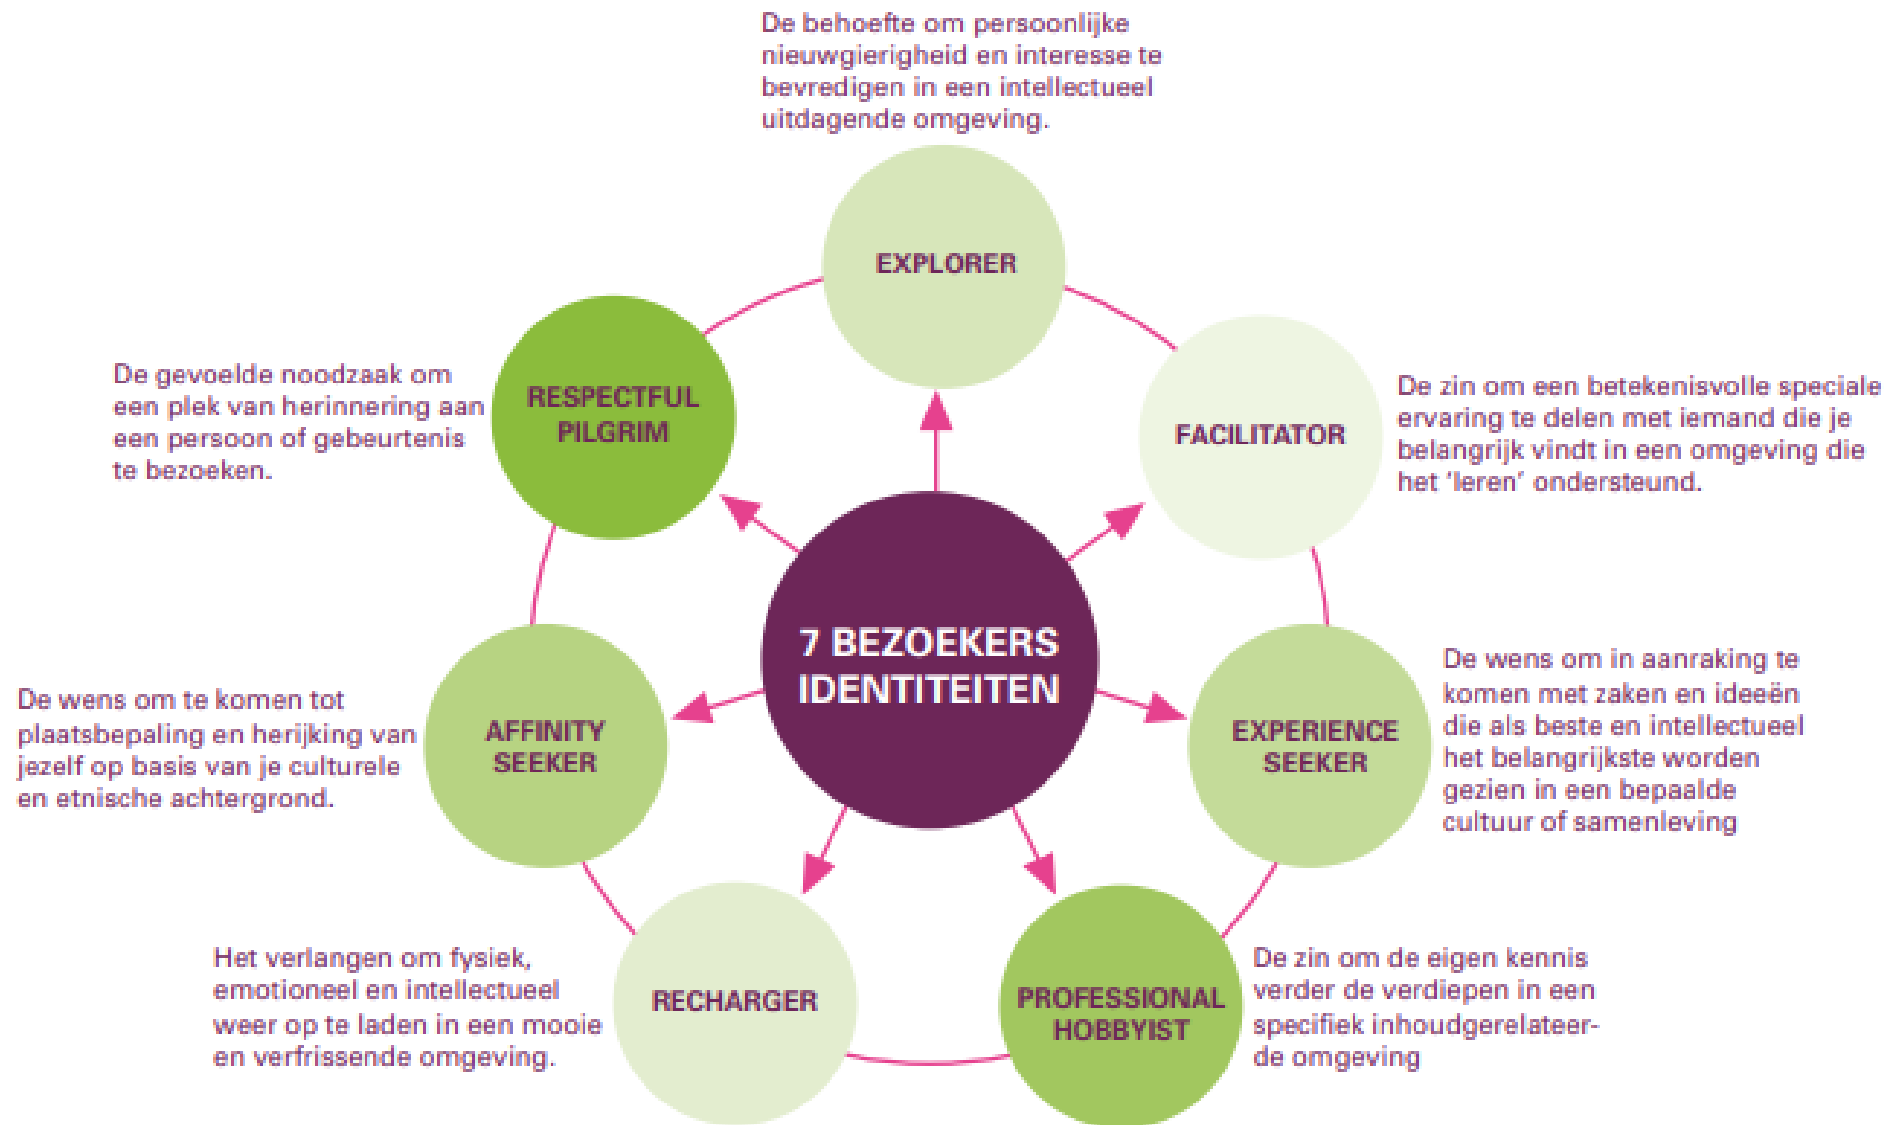 De behoefte om persoonlijke
nieuwgierigheid en interesse te
bevredigen in een intellectueel
uitdagende omgeving.
EXPLORER
De zin om een betekenisvolle speciale
ervaring te delen met iemand die je
belangrijk vindt in een omgeving die
het ‘leren’ ondersteund.
FACILITATOR
De wens om in aanraking te
komen met zaken en ideeën
die als beste en intellectueel
het belangrijkste worden
gezien in een bepaalde
cultuur of samenleving
EXPERIENCE
SEEKER
De zin om de eigen kennis
verder de verdiepen in een
specifiek inhoudgerelateer-
de omgeving
PROFESSIONAL
HOBBYIST
Het verlangen om fysiek,
emotioneel en intellectueel
weer op te laden in een mooie
en verfrissende omgeving.
RECHARGER
De wens om te komen tot
plaatsbepaling en herijking van
jezelf op basis van je culturele
en etnische achtergrond.
AFFINITY
SEEKER
De gevoelde noodzaak om
een plek van herinnering aan
een persoon of gebeurtenis
te bezoeken.
RESPECTFUL
PILGRIM
7 BEZOEKERS
IDENTITEITEN